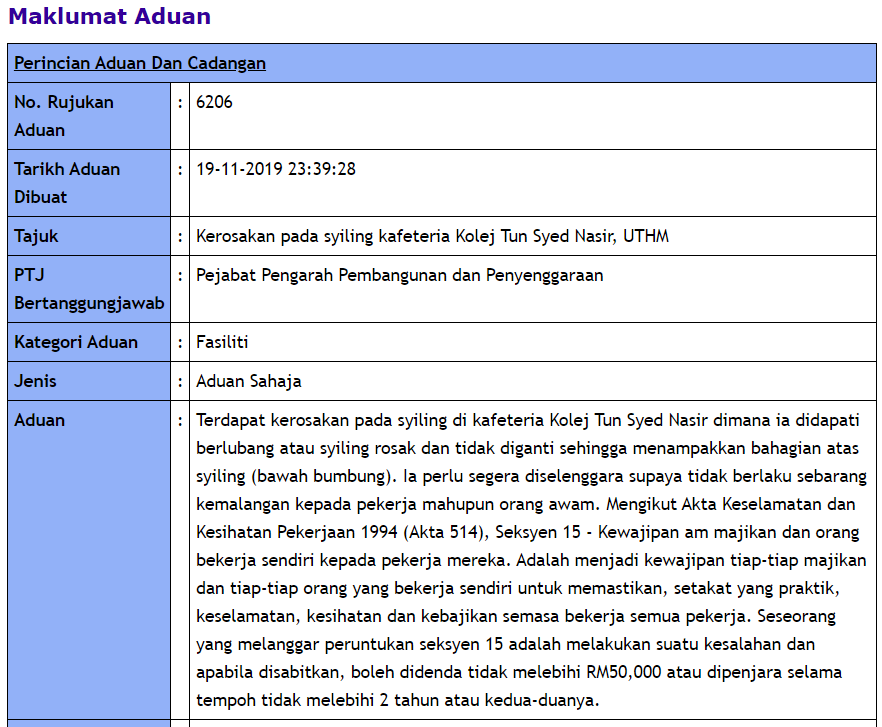 Maklumat Aduan
Perincian Aduan Dan Cadangan
No. Rujukan Aduan : 6206
Tarikh Aduan Dibuat : 19-11-2019 23:39:28
Tajuk : Kerosakan pada syiling kafeteria Kolej Tun Syed Nasir, UTHM
PTJ Bertanggungjawab : Pejabat Pengarah Pembangunan dan Penyenggaraan
Kategori Aduan : Fasiliti
Jenis : Aduan Sahaja
Aduan : Terdapat kerosakan pada syiling di kafeteria Kolej Tun Syed Nasir dimana ia didapati
berlubang atau syiling rosak dan tidak diganti sehingga menampakkan bahagian atas
syiling (bawah bumbung). Ia perlu segera diselenggara supaya tidak berlaku sebarang
kemalangan kepada pekerja mahupun orang awam. Mengikut Akta Keselamatan dan
Kesihatan Pekerjaan 1994 (Akta 514), Seksyen 15 - Kewajipan am majikan dan orang
bekerja sendiri kepada pekerja mereka. Adalah menjadi kewajipan tiap-tiap majikan
dan tiap-tiap orang yang bekerja sendiri untuk memastikan, setakat yang praktik,
keselamatan, kesihatan dan kebajikan semasa bekerja semua pekerja. Seseorang
yang melanggar peruntukan seksyen 15 adalah melakukan suatu kesalahan dan
apabila disabitkan, boleh didenda tidak melebihi RM50,000 atau dipenjara selama
tempoh tidak melebihi 2 tahun atau kedua-duanya.